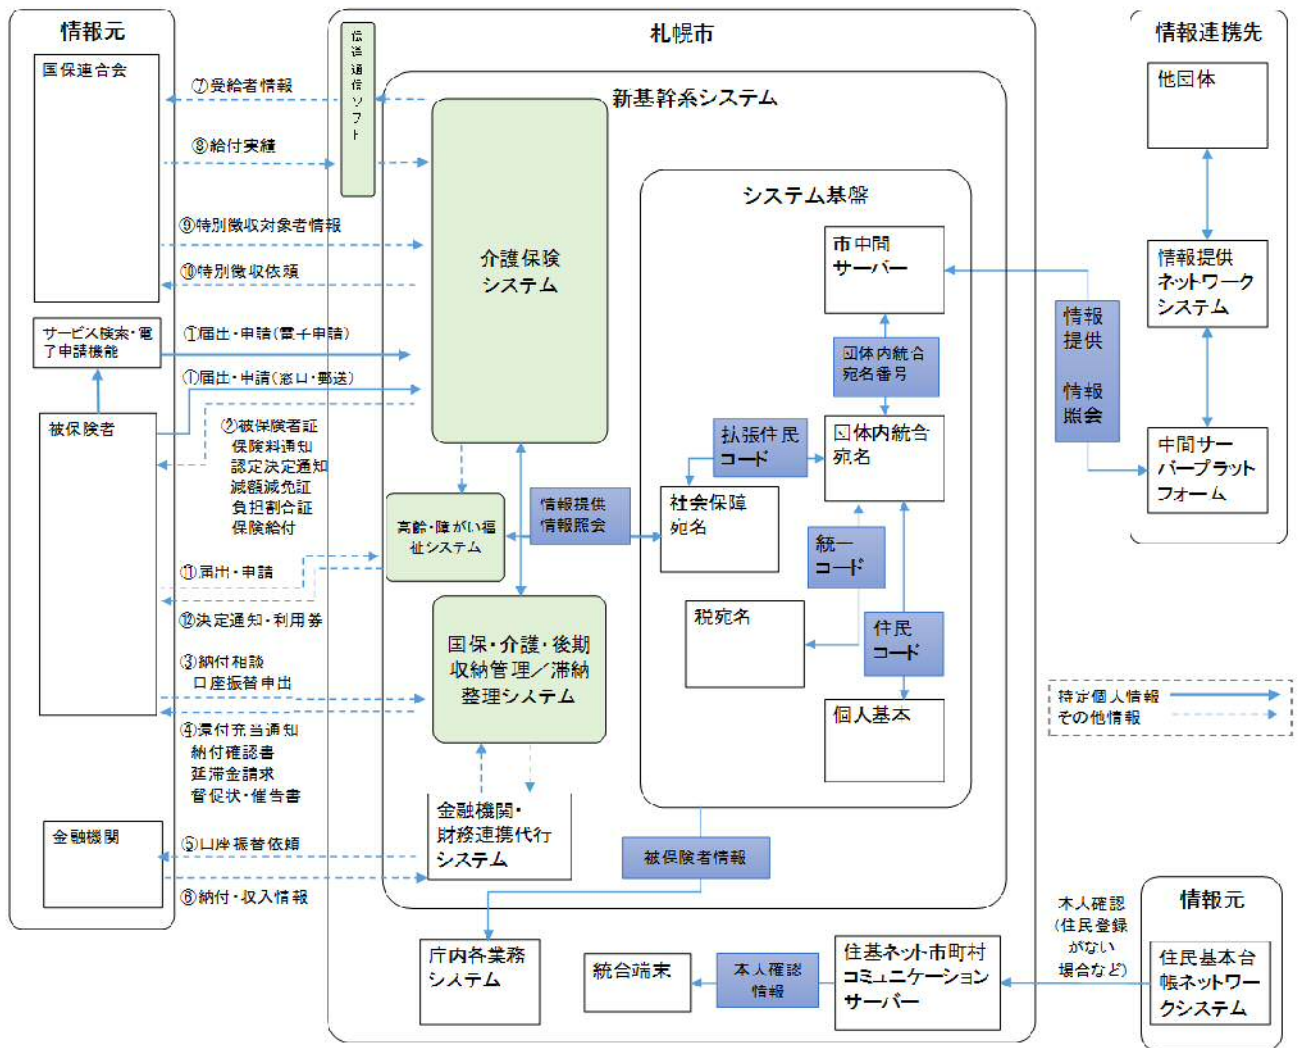 情報元
国保連合会
サービス検索・電
子申請機能
被保険者
金融機関
⑦受給者情報
⑧給付実績
⑨特別徴収対象者情報
⑩特別徴収依頼
①届出・申請(電子申請)
①届出・申請(窓口・郵送)
②被保険者証
保険料通知
認定決定通知
減額減免証
負担割合証
保険給付
⑪届出・申請
⑫決定通知・利用券
③納付相談
口座振替申出
④還付充当通知
納付確認書
延滞金請求
督促状・催告書
⑤口座振替依頼
⑥納付・収入情報
札幌市
伝送通信ソフト
新基幹系システム
介護保険
システム
高齢・障がい福
祉システム
国保・介護・後期
収納管理／滞納
整理システム
金融機関・
財務連携代行
システム
情報提供
情報照会
システム基盤
市中間
サーバー
団体内統合
宛名番号
団体内統合
宛名
拡張住民
コード
社会保障
宛名
統一
コード
税宛名
住民
コード
個人基本
被保険者情報
庁内各業務
システム
統合端末
本人確認
情報
住基ネット市町村
コミュニケーション
サーバー
情報連携先
他団体
情報提供
ネットワーク
システム
情報
提供
情報
照会
中間サー
バープラット
フォーム
特定個人情報
その他情報
本人確認
(住民登録
がない
場合など)
情報元
住民基本台
帳ネットワー
クシステム